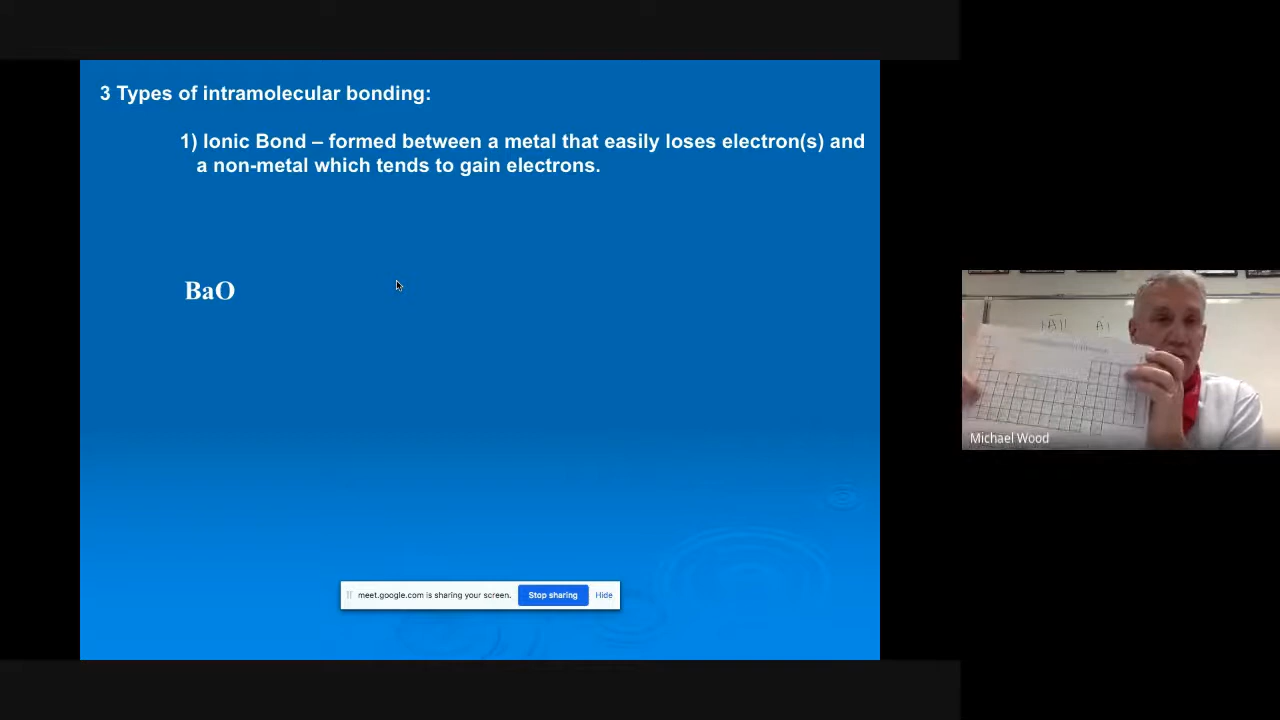 3 Types of intramolecular bonding:
1) Ionic Bond – formed between a metal that easily loses electron(s) and
a non-metal which tends to gain electrons.
BaO
meet.google.com is sharing your screen.
Stop sharing
Hide
Michael Wood